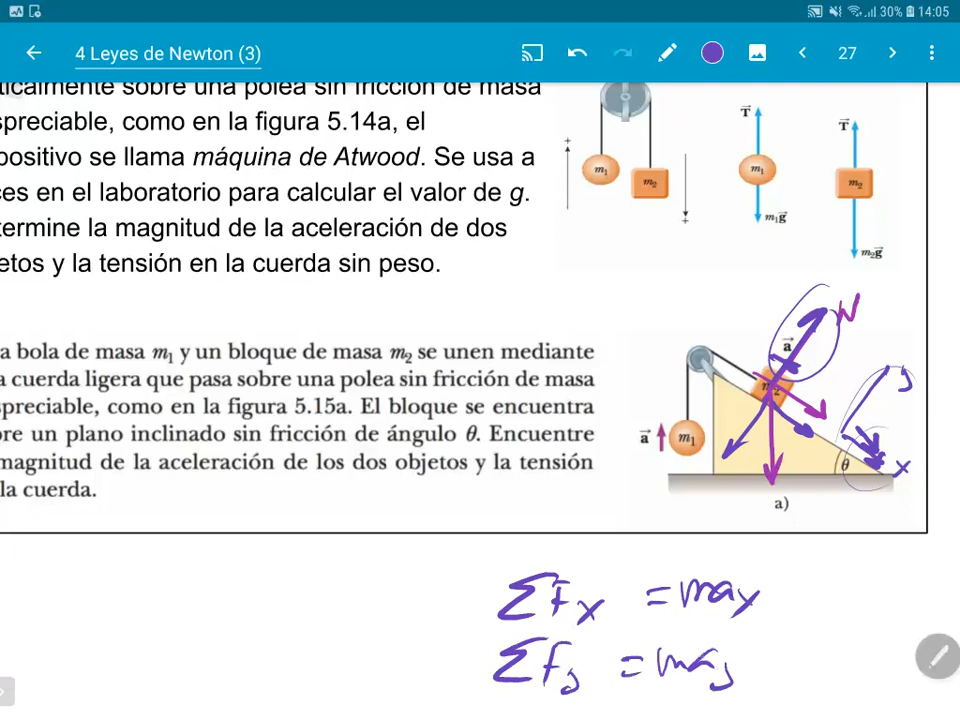 30% 14:05
4 Leyes de Newton (3)
27
ticalmente sobre una polea sin fricción de masa
spreciable, como en la figura 5.14a, el
positivo se llama máquina de Atwood. Se usa a
ces en el laboratorio para calcular el valor de g.
termine la magnitud de la aceleración de dos
etos y la tensión en la cuerda sin peso.
+
m₁
m₂
+
T⃗
m₁
m₁g⃗
T⃗
m₂
m₂g⃗
a bola de masa m₁ y un bloque de masa m₂ se unen mediante
a cuerda ligera que pasa sobre una polea sin fricción de masa
spreciable, como en la figura 5.15a. El bloque se encuentra
re un plano inclinado sin fricción de ángulo θ. Encuentre
magnitud de la aceleración de los dos objetos y la tensión
la cuerda.
N
a⃗
m₂
y
a⃗
m₁
θ
x
a)
ΣFx = max
ΣFy = may